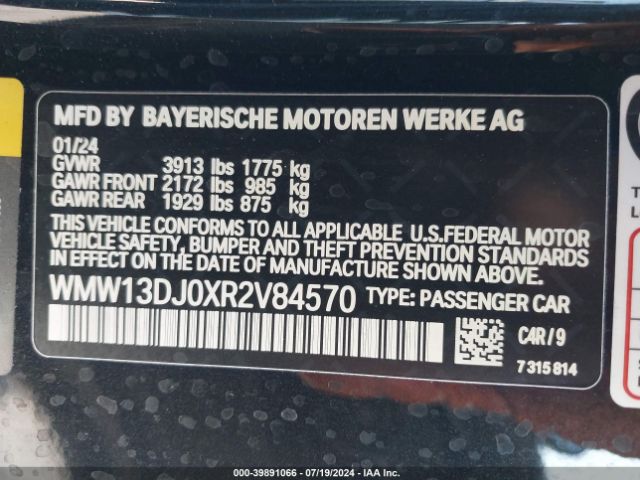 MFD BY BAYERISCHE MOTOREN WERKE AG
01/24
GVWR 3913 lbs 1775 kg
GAWR FRONT 2172 lbs 985 kg
GAWR REAR 1929 lbs 875 kg
THIS VEHICLE CONFORMS TO ALL APPLICABLE U.S.FEDERAL MOTOR
VEHICLE SAFETY, BUMPER AND THEFT PREVENTION STANDARDS
IN EFFECT ON THE DATE OF MANUFACTURE SHOWN ABOVE.
WMW13DJ0XR2V84570 TYPE: PASSENGER CAR
CAR/9
7315814
000-39891066 / 07/19/2024 - IAA Inc.